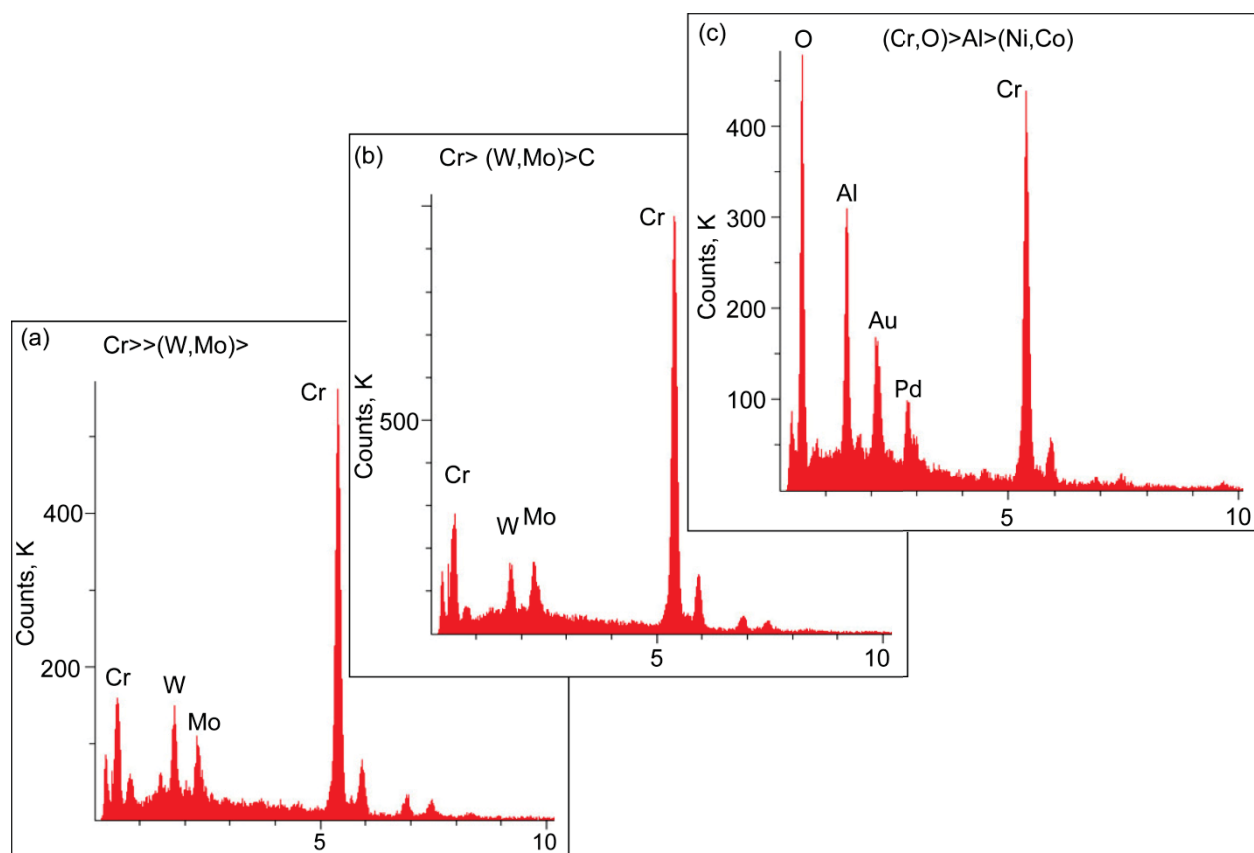 (a)
Cr>>(W,Mo)>
Counts, K
400
200
Cr
W
Mo
Cr
5
10
(b)
Cr> (W,Mo)>C
Counts, K
500
Cr
W
Mo
Cr
5
10
(c)
(Cr,O)>Al>(Ni,Co)
Counts, K
400
300
200
100
O
Al
Au
Pd
Cr
5
10